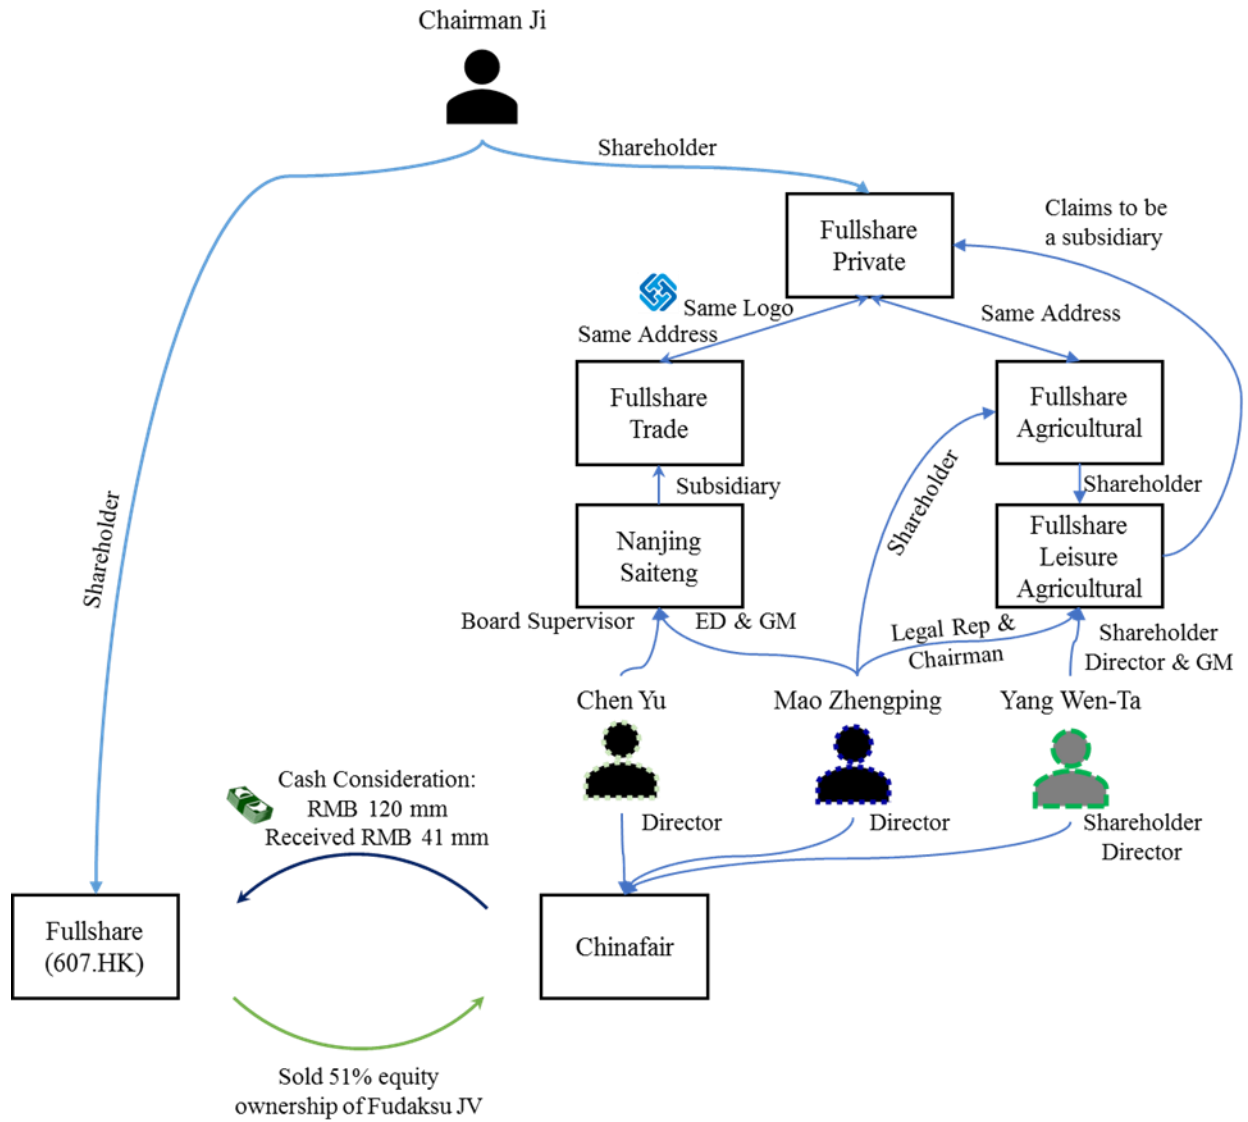 Chairman Ji
Shareholder
Fullshare
Private
Claims to be
a subsidiary
Same Logo
Same Address
Same Address
Fullshare
Trade
Fullshare
Agricultural
Subsidiary
Shareholder
Shareholder
Shareholder
Nanjing
Saiteng
Fullshare
Leisure
Agricultural
Board Supervisor
ED & GM
Legal Rep &
Chairman
Shareholder
Director & GM
Chen Yu
Mao Zhengping
Yang Wen-Ta
Cash Consideration:
RMB 120 mm
Received RMB 41 mm
Director
Director
Shareholder
Director
Fullshare
(607.HK)
Chinafair
Sold 51% equity
ownership of Fudaksu JV